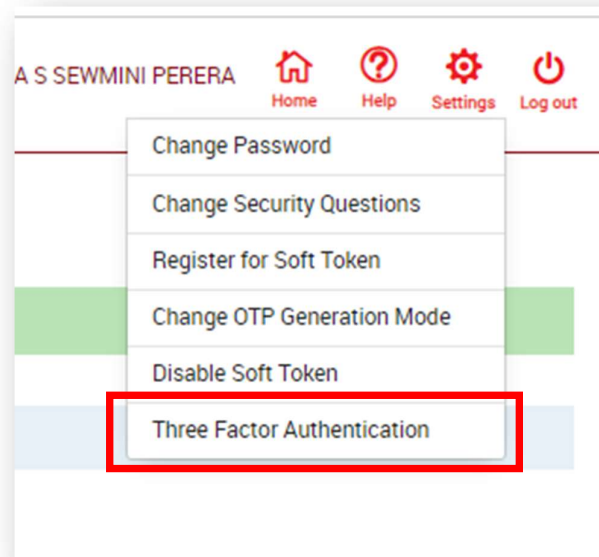 A S SEWMINI PERERA
Home Help Settings Log out
Change Password
Change Security Questions
Register for Soft Token
Change OTP Generation Mode
Disable Soft Token
Three Factor Authentication